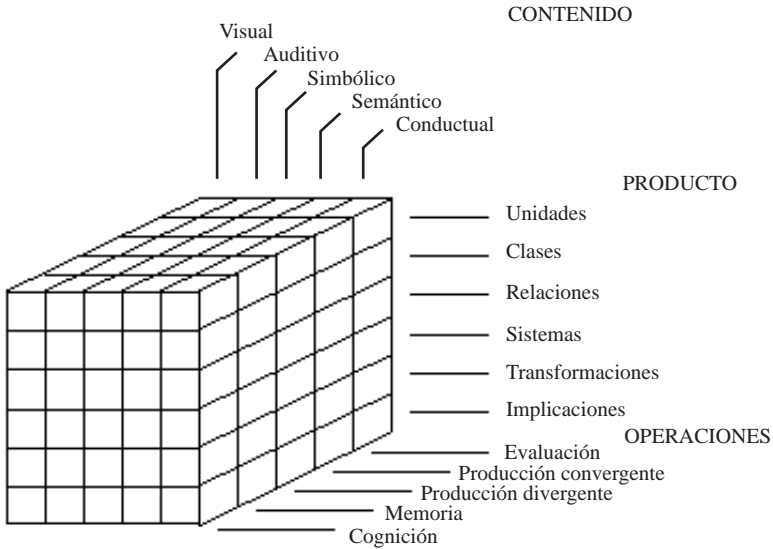 CONTENIDO
Visual
Auditivo
Simbólico
Semántico
Conductual
PRODUCTO
Unidades
Clases
Relaciones
Sistemas
Transformaciones
Implicaciones
OPERACIONES
Evaluación
Producción convergente
Producción divergente
Memoria
Cognición